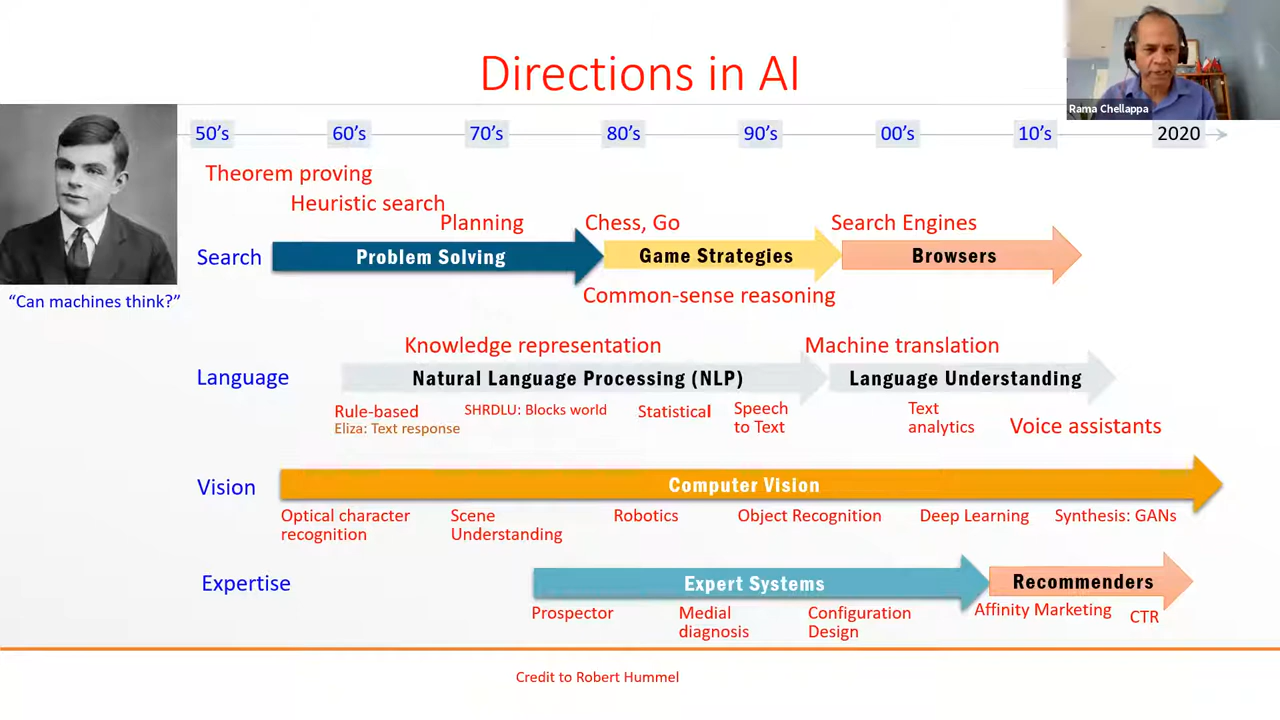 Directions in AI
Rama Chellappa
50's 60's 70's 80's 90's 00's 10's 2020
Theorem proving
Heuristic search
Planning
Chess, Go
Search Engines
Search
Problem Solving
Game Strategies
Browsers
"Can machines think?"
Common-sense reasoning
Knowledge representation
Machine translation
Language
Natural Language Processing (NLP)
Language Understanding
Rule-based
Eliza: Text response
SHRDLU: Blocks world
Statistical
Speech
to Text
Text
analytics
Voice assistants
Vision
Computer Vision
Optical character
recognition
Scene
Understanding
Robotics
Object Recognition
Deep Learning
Synthesis: GANs
Expertise
Expert Systems
Recommenders
Prospector
Medial
diagnosis
Configuration
Design
Affinity Marketing
CTR
Credit to Robert Hummel